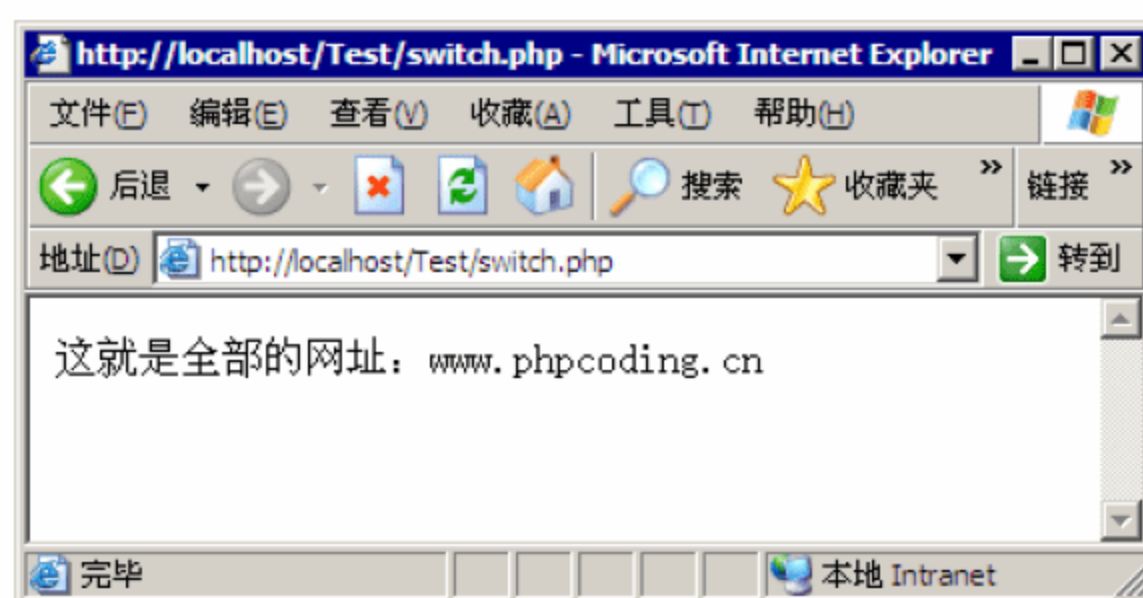 http://localhost/Test/switch.php - Microsoft Internet Explorer
文件(F) 编辑(E) 查看(V) 收藏(A) 工具(T) 帮助(H)
后退 搜索 收藏夹 » 链接 »
地址(D) http://localhost/Test/switch.php 转到
这就是全部的网址：www.phpcoding.cn
完毕 本地 Intranet